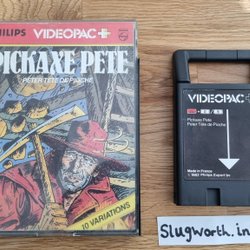 PHILIPS VIDEOPAC+
PICKAXE PETE
PETER TETE DE PIOCHE
10 VARIATIONS
VIDEOPAC+
Pickaxe Pete
Peter Tête de Pioche
Made in France
Slugworth.in